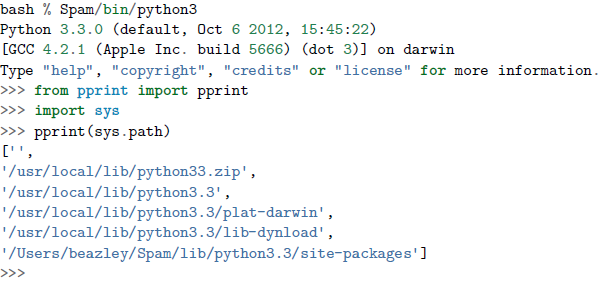 bash % Spam/bin/python3
Python 3.3.0 (default, Oct 6 2012, 15:45:22)
[GCC 4.2.1 (Apple Inc. build 5666) (dot 3)] on darwin
Type "help", "copyright", "credits" or "license" for more information.
>>> from pprint import pprint
>>> import sys
>>> pprint(sys.path)
['',
'/usr/local/lib/python33.zip',
'/usr/local/lib/python3.3',
'/usr/local/lib/python3.3/plat-darwin',
'/usr/local/lib/python3.3/lib-dynload',
'/Users/beazley/Spam/lib/python3.3/site-packages']
>>>